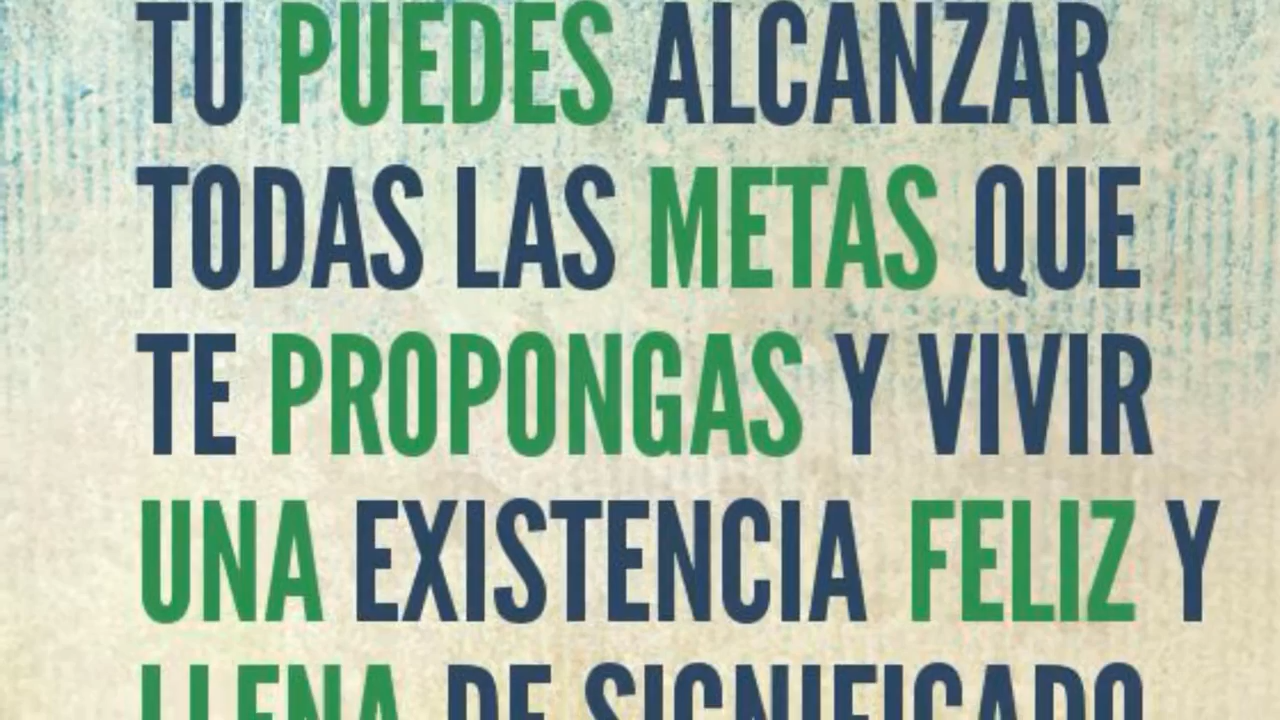 TU PUEDES ALCANZAR
TODAS LAS METAS QUE
TE PROPONGAS Y VIVIR
UNA EXISTENCIA FELIZ Y
LLENA DE SIGNIFICADO